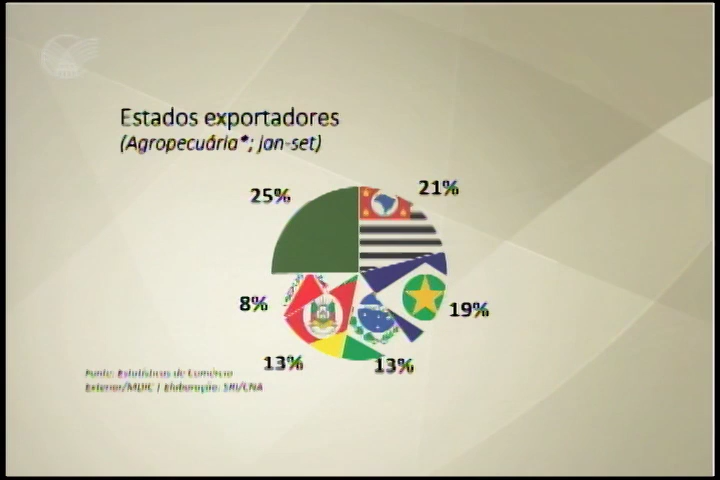 Estados exportadores
(Agropecuária*; jan-set)
25%
21%
8%
19%
13%
13%
Fonte: Estatísticas de Comércio
Exterior/MDIC | Elaboração: SRI/CNA